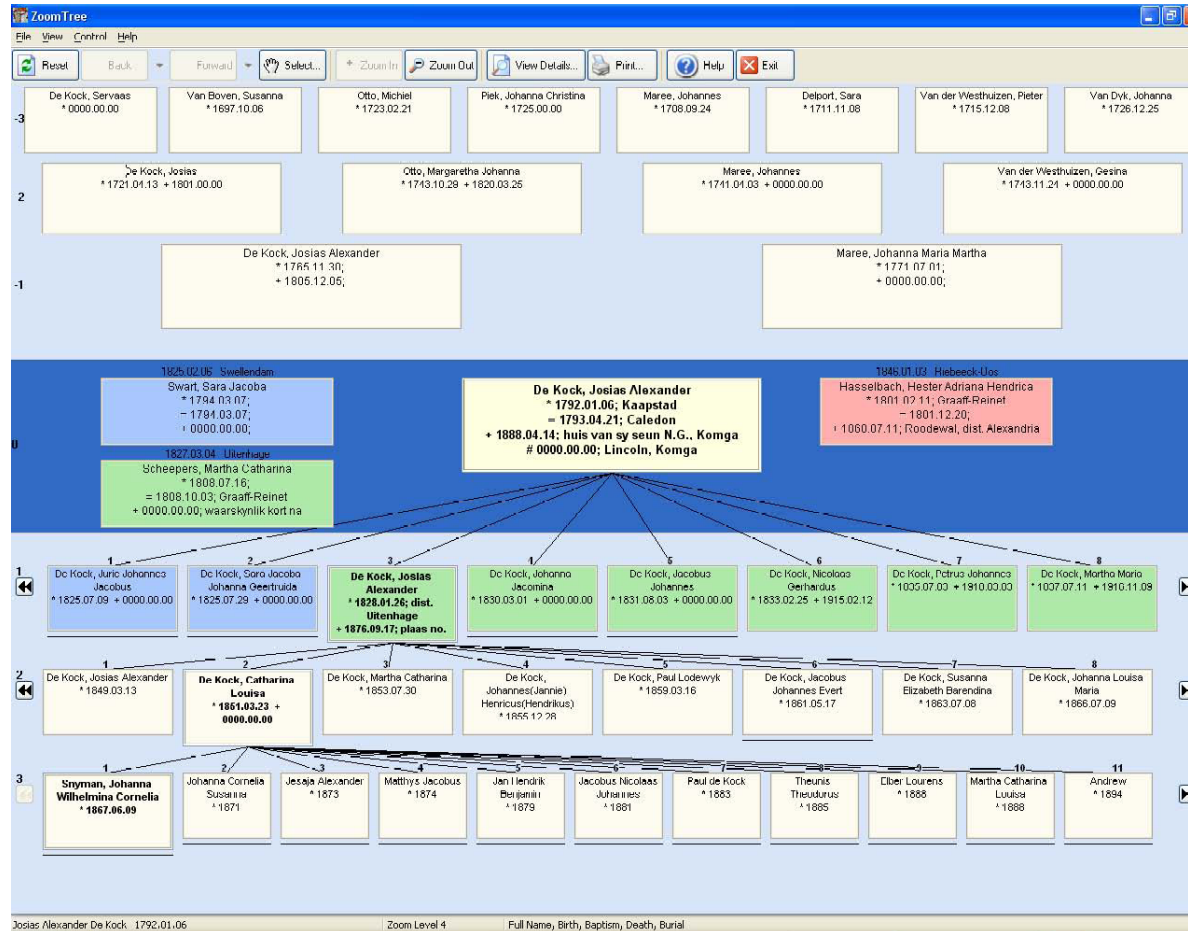 ZoomTree
File View Control Help
Reset Back Forward Select... Zoom In Zoom Out View Details... Print... Help Exit
-3
De Kock, Servaas
* 0000.00.00
Van Boven, Susanna
* 1697.10.06
Otto, Michiel
* 1723.02.21
Piek, Johanna Christina
* 1725.00.00
Maree, Johannes
* 1708.09.24
Delport, Sara
* 1711.11.08
Van der Westhuizen, Pieter
* 1715.12.08
Van Dyk, Johanna
* 1726.12.25
2
De Kock, Josias
* 1721.04.13 + 1801.00.00
Otto, Margaretha Johanna
* 1743.10.29 + 1820.03.25
Maree, Johannes
* 1741.04.03 + 0000.00.00
Van der Westhuizen, Gesina
* 1743.11.24 + 0000.00.00
-1
De Kock, Josias Alexander
* 1765.11.30;
+ 1805.12.05;
Maree, Johanna Maria Martha
* 1771.07.01;
+ 0000.00.00;
0
1825.02.06 Swellendam
Swart, Sara Jacoba
* 1794.03.07;
= 1794.03.07;
+ 0000.00.00;
1827.03.04 Uitenhage
Scheepers, Martha Catharina
* 1808.07.16;
= 1808.10.03; Graaff-Reinet
+ 0000.00.00; waarskynlik kort na
De Kock, Josias Alexander
* 1792.01.06; Kaapstad
= 1793.04.21; Caledon
+ 1888.04.14; huis van sy seun N.G., Komga
# 0000.00.00; Lincoln, Komga
1846.01.03 Riebeeck-Oos
Hasselbach, Hester Adriana Hendrica
* 1801.02.11; Graaff-Reinet
= 1801.12.20;
Roodewal, dist. Alexandria
1
1
De Kock, Jurie Johannes
Jacobus
* 1825.07.09 + 0000.00.00
2
De Kock, Sara Jacoba
Johanna Geertruida
* 1825.07.29 + 0000.00.00
3
De Kock, Josias
Alexander
* 1828.01.26; dist.
Uitenhage
+ 1876.09.17; plaas no.
4
De Kock, Johanna
Jacomina
* 1830.03.01 + 0000.00.00
5
De Kock, Jacobus
Johannes
* 1831.08.03 + 0000.00.00
6
De Kock, Nicolaas
Gerhardus
* 1833.02.25 + 1915.02.12
7
De Kock, Petrus Johannes
8
De Kock, Martha Maria
2
1
De Kock, Josias Alexander
* 1849.03.13
2
De Kock, Catharina
Louisa
* 1851.03.23 +
0000.00.00
3
De Kock, Martha Catharina
* 1853.07.30
4
De Kock,
Johannes(Jannie)
Henricus(Hendrikus)
* 1855.12.28
5
De Kock, Paul Lodewyk
* 1859.03.16
6
De Kock, Jacobus
Johannes Evert
* 1861.05.17
7
De Kock, Susanna
Elizabeth Barendina
* 1863.07.08
8
De Kock, Johanna Louisa
Maria
* 1866.07.09
3
1
Snyman, Johanna
Wilhelmina Cornelia
* 1867.06.09
2
Johanna Cornelia
Susanna
* 1871
3
Jesaja Alexander
* 1873
4
Matthys Jacobus
* 1874
5
Jan Hendrik
Benjamin
* 1879
6
Jacobus Nicolaas
Johannes
* 1881
7
Paul de Kock
* 1883
8
Theunis
Theodorus
* 1885
9
Elber Lourens
* 1888
10
Martha Catharina
Louisa
* 1888
11
Andrew
* 1894
Josias Alexander De Kock 1792.01.06
Zoom Level 4
Full Name, Birth, Baptism, Death, Burial